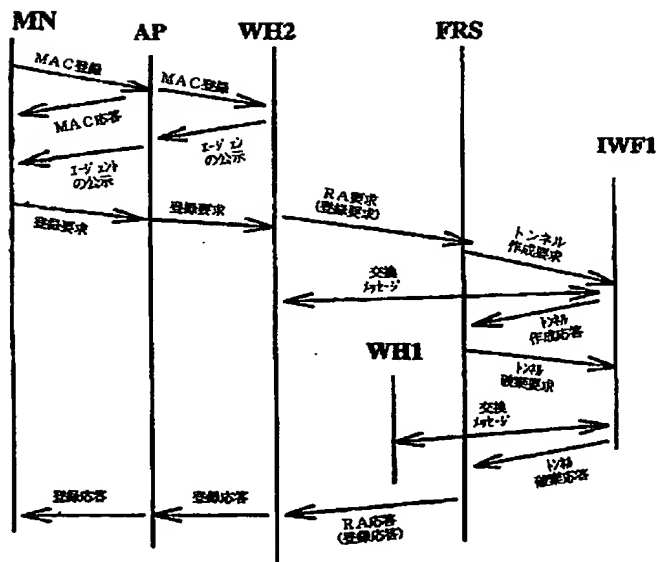 MN
AP
WH2
FRS
IWF1
MAC登録
MAC登録
MAC応答
エージェン
の公示
エージェント
の公示
登録要求
登録要求
RA要求
(登録要求)
トンネル
作成要求
交換
メッセージ
トンネル
作成応答
WH1
トンネル
破棄要求
交換
メッセージ
トンネル
破棄応答
登録応答
登録応答
RA応答
(登録応答)